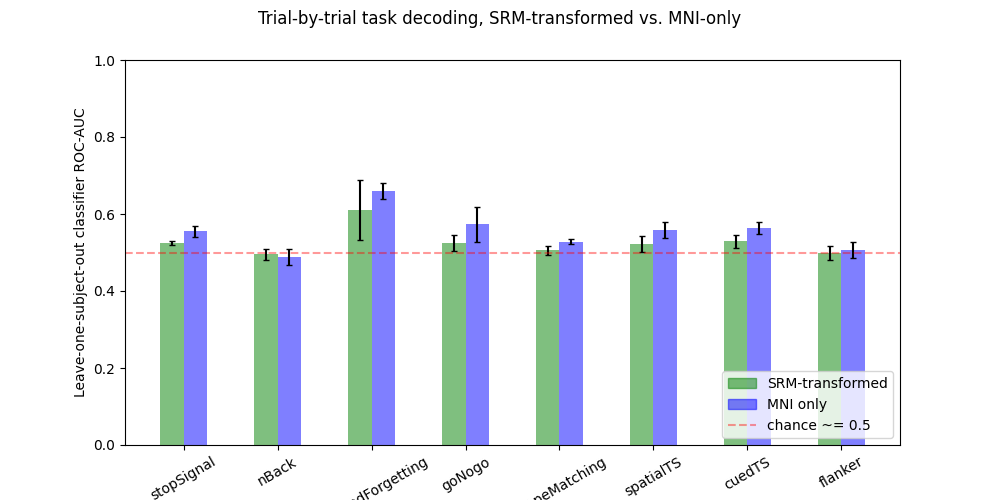 Trial-by-trial task decoding, SRM-transformed vs. MNI-only
Leave-one-subject-out classifier ROC-AUC
1.0
0.8
0.6
0.4
0.2
0.0
SRM-transformed
MNI only
chance ~= 0.5
stopSignal
nBack
dForgetting
goNogo
peMatching
spatialTS
cuedTS
flanker